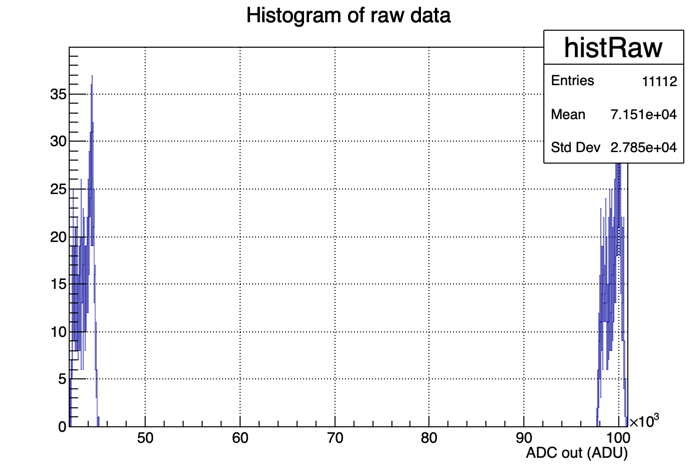 Histogram of raw data
histRaw
Entries 11112
Mean 7.151e+04
Std Dev 2.785e+04
35
30
25
20
15
10
5
0
50 60 70 80 90 100
×10³
ADC out (ADU)